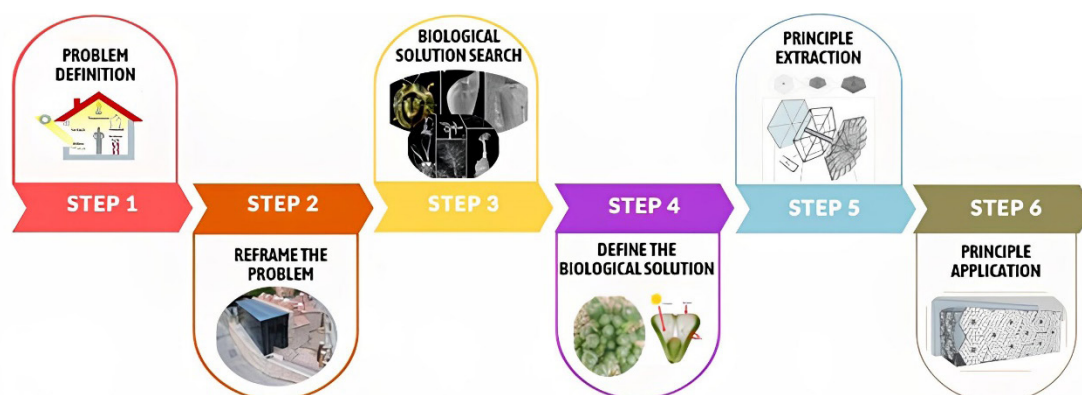 PROBLEM
DEFINITION
STEP 1
STEP 2
REFRAME THE
PROBLEM
BIOLOGICAL
SOLUTION SEARCH
STEP 3
STEP 4
DEFINE THE
BIOLOGICAL SOLUTION
PRINCIPLE
EXTRACTION
STEP 5
STEP 6
PRINCIPLE
APPLICATION